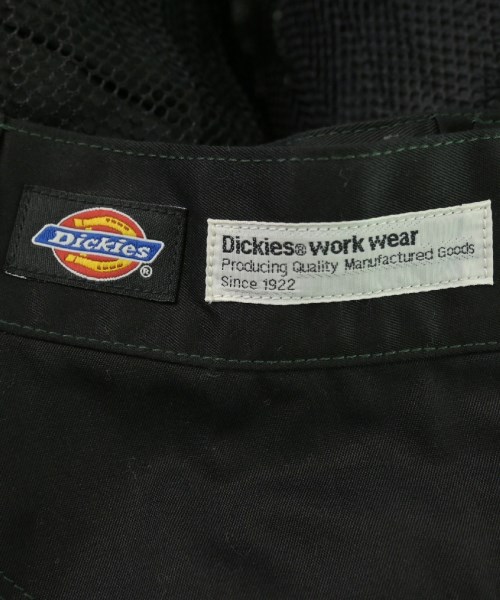 Dickies
®
Dickies® work wear
Producing Quality Manufactured Goods
Since 1922